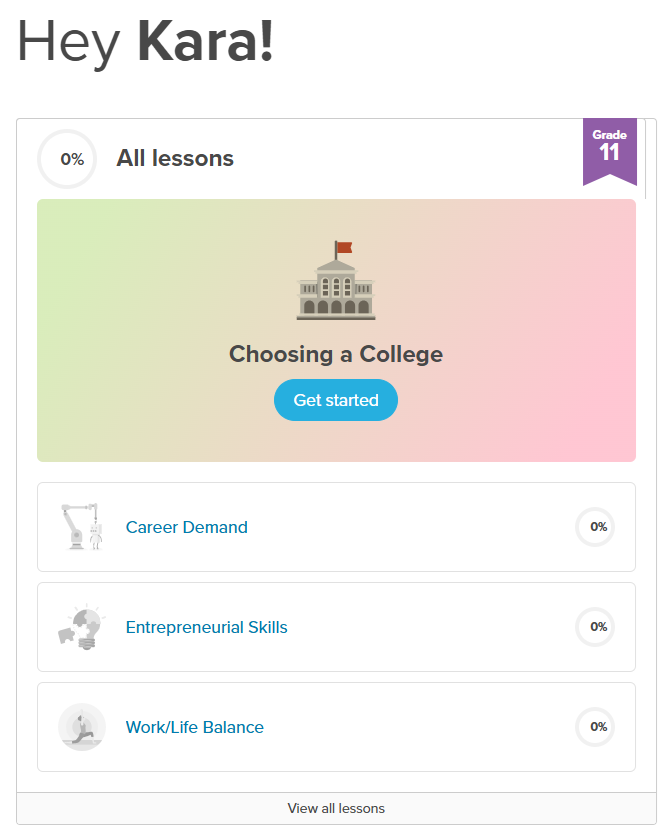 Hey Kara!
0%
All lessons
Grade
11
Choosing a College
Get started
Career Demand
0%
Entrepreneurial Skills
0%
Work/Life Balance
0%
View all lessons